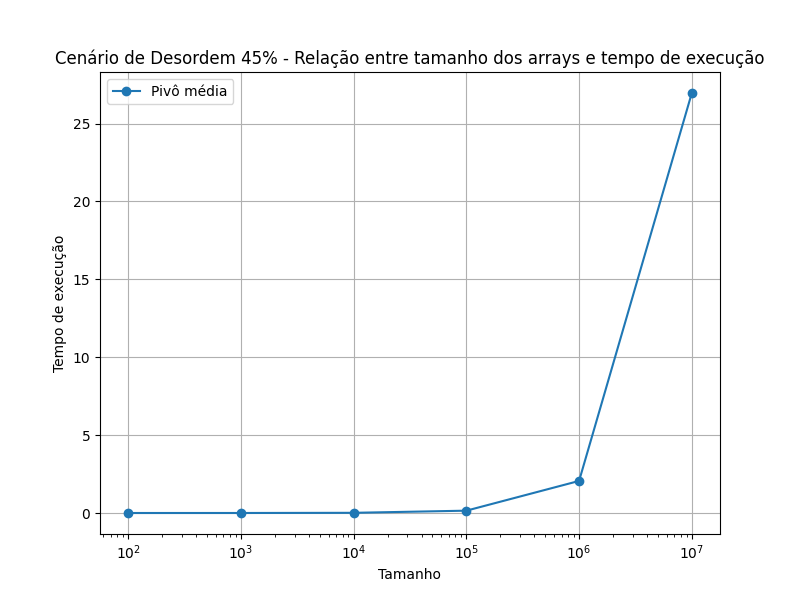 Cenário de Desordem 45% - Relação entre tamanho dos arrays e tempo de execução
Pivô média
Tempo de execução
25
20
15
10
5
0
10² 10³ 10⁴ 10⁵ 10⁶ 10⁷
Tamanho